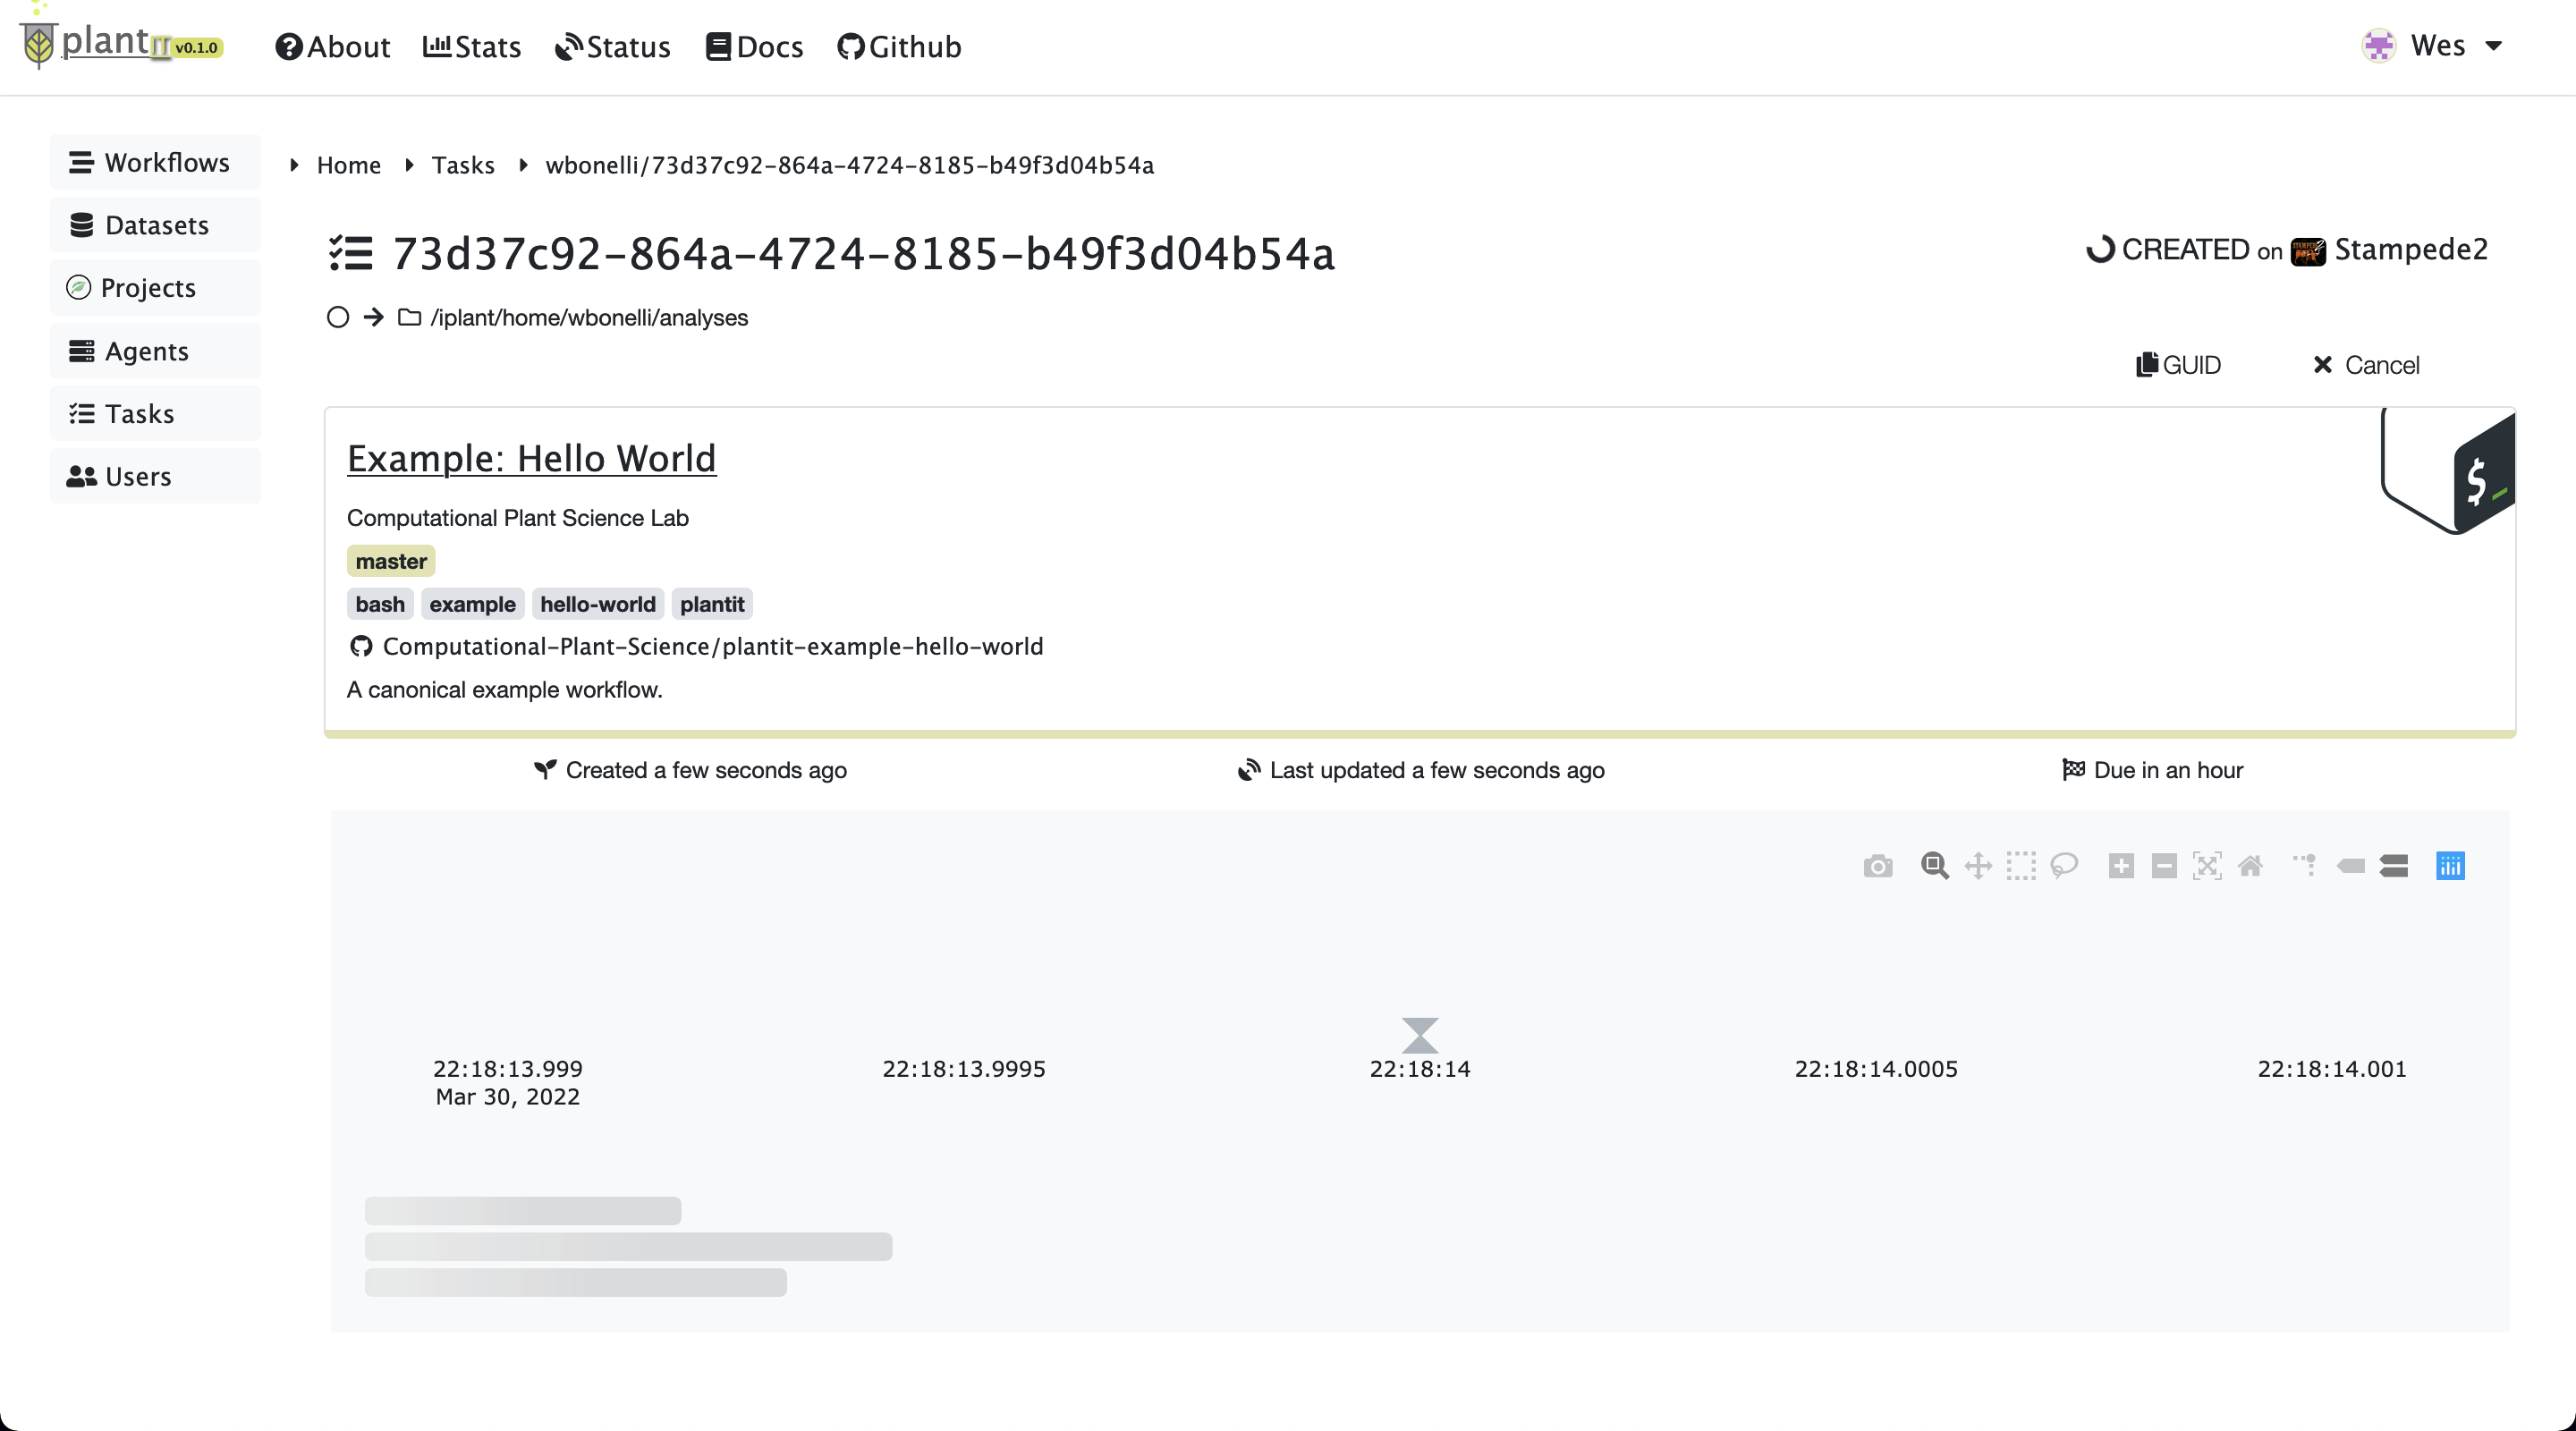 plantIT v0.1.0
About Stats Status Docs Github
Wes
Workflows
Datasets
Projects
Agents
Tasks
Users
Home Tasks wbonelli/73d37c92-864a-4724-8185-b49f3d04b54a
73d37c92-864a-4724-8185-b49f3d04b54a
CREATED on Stampede2
/iplant/home/wbonelli/analyses
GUID Cancel
Example: Hello World
Computational Plant Science Lab
master
bash example hello-world plantit
Computational-Plant-Science/plantit-example-hello-world
A canonical example workflow.
$_
Created a few seconds ago Last updated a few seconds ago Due in an hour
22:18:13.999 22:18:13.9995 22:18:14 22:18:14.0005 22:18:14.001
Mar 30, 2022